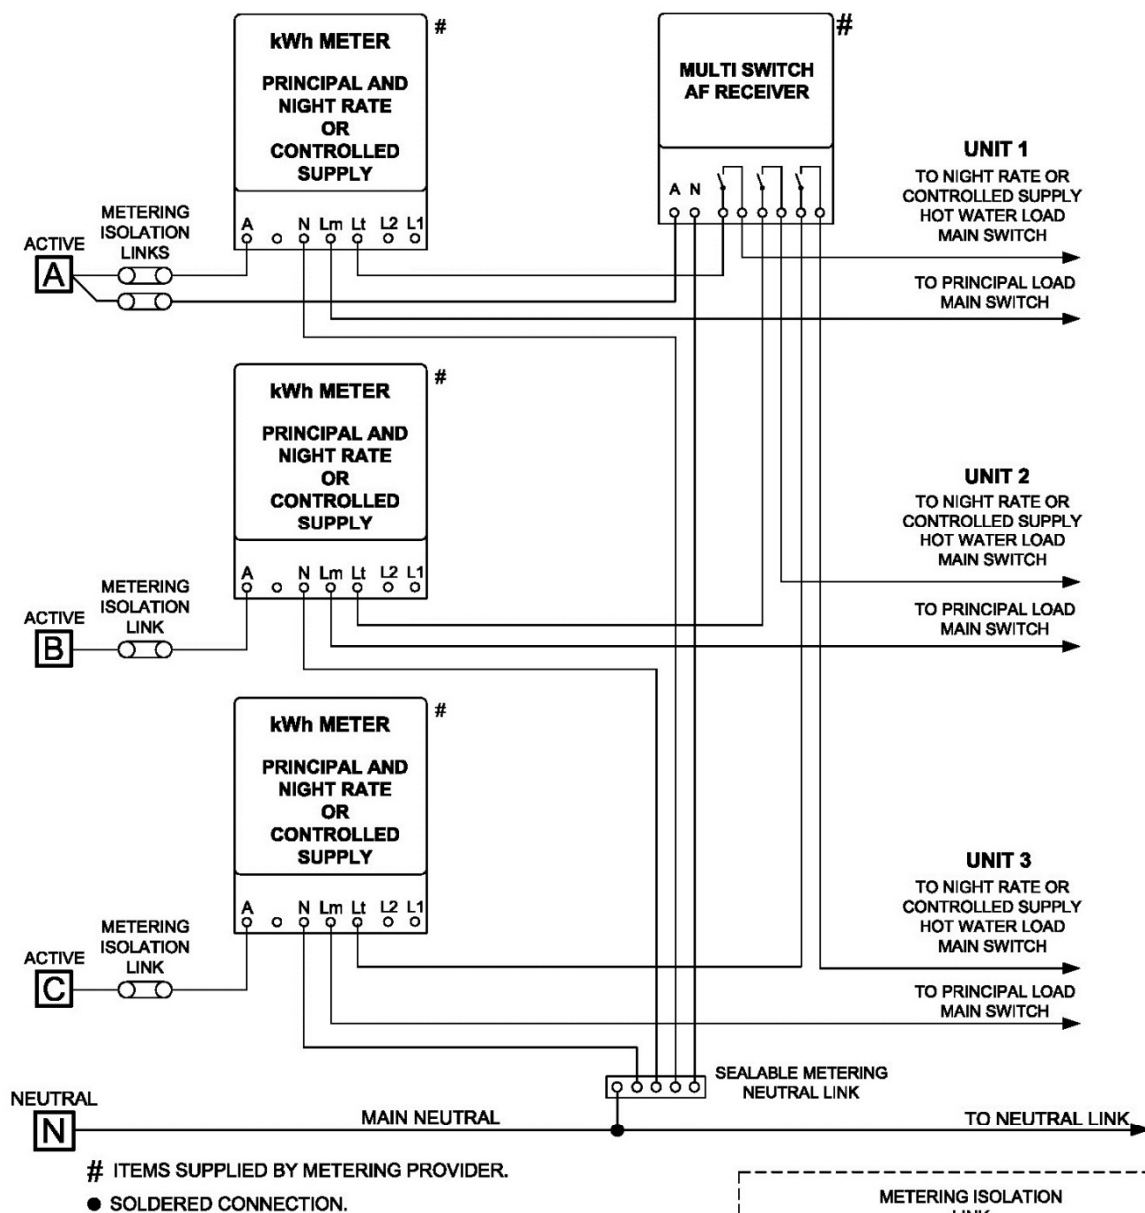 kWh METER
PRINCIPAL AND
NIGHT RATE
OR
CONTROLLED
SUPPLY
#
A N Lm Lt L2 L1
MULTI SWITCH
AF RECEIVER
#
A N
METERING
ISOLATION
LINKS
ACTIVE
A
UNIT 1
TO NIGHT RATE OR
CONTROLLED SUPPLY
HOT WATER LOAD
MAIN SWITCH
TO PRINCIPAL LOAD
MAIN SWITCH
kWh METER
PRINCIPAL AND
NIGHT RATE
OR
CONTROLLED
SUPPLY
#
A N Lm Lt L2 L1
METERING
ISOLATION
LINK
ACTIVE
B
UNIT 2
TO NIGHT RATE OR
CONTROLLED SUPPLY
HOT WATER LOAD
MAIN SWITCH
TO PRINCIPAL LOAD
MAIN SWITCH
kWh METER
PRINCIPAL AND
NIGHT RATE
OR
CONTROLLED
SUPPLY
#
A N Lm Lt L2 L1
METERING
ISOLATION
LINK
ACTIVE
C
UNIT 3
TO NIGHT RATE OR
CONTROLLED SUPPLY
HOT WATER LOAD
MAIN SWITCH
TO PRINCIPAL LOAD
MAIN SWITCH
SEALABLE METERING
NEUTRAL LINK
NEUTRAL
N
MAIN NEUTRAL
TO NEUTRAL LINK
# ITEMS SUPPLIED BY METERING PROVIDER.
● SOLDERED CONNECTION.
METERING ISOLATION